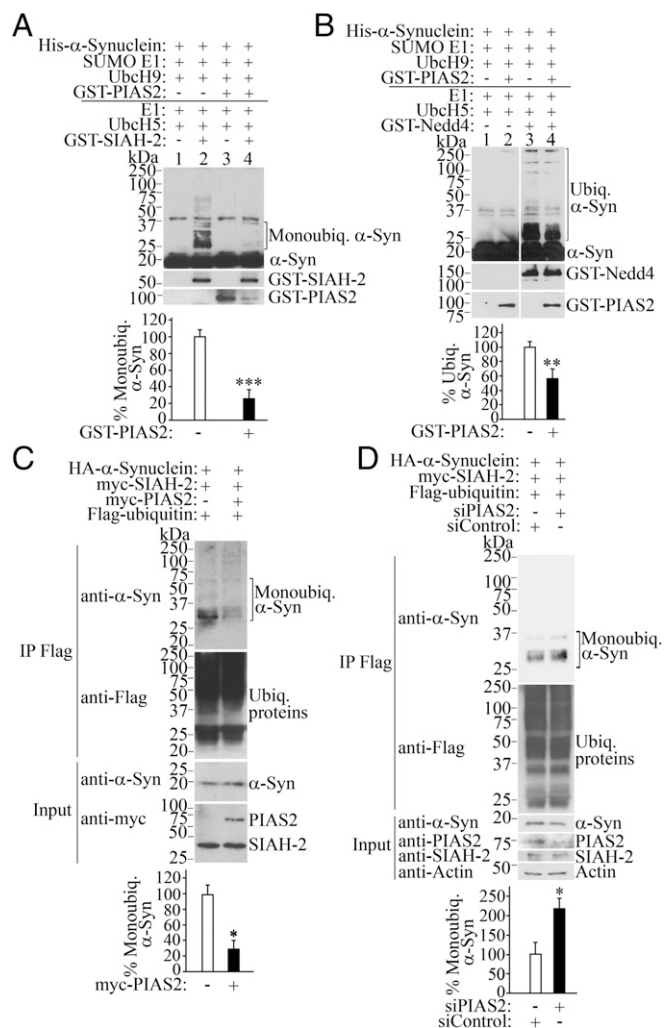 A
His-α-Synuclein: + + + +
SUMO E1: + + + +
UbcH9: + + + +
GST-PIAS2: - - + +
E1: + + + +
UbcH5: + + + +
GST-SIAH-2: - + - +
kDa 1 2 3 4
250
150
100
75
50
37
25
20
Monoubiq. α-Syn
α-Syn
50 GST-SIAH-2
100 GST-PIAS2
% Monoubiq.
α-Syn
120
100
80
60
40
20
0
***
GST-PIAS2: - +
B
His-α-Synuclein: + + + +
SUMO E1: + + + +
UbcH9: + + + +
GST-PIAS2: - + - +
E1: + + + +
UbcH5: + + + +
GST-Nedd4: - - + +
kDa 1 2 3 4
250
150
100
75
50
37
25
20
Ubiq.
α-Syn
α-Syn
150
100
GST-Nedd4
100
75
GST-PIAS2
% Ubiq.
α-Syn
120
100
80
60
40
20
0
**
GST-PIAS2: - +
C
HA-α-Synuclein: + +
myc-SIAH-2: + +
myc-PIAS2: - +
Flag-ubiquitin: + +
kDa
IP Flag
anti-α-Syn
250
150
100
75
50
37
25
20
Monoubiq.
α-Syn
anti-Flag
250
150
100
75
50
37
25
20
Ubiq.
proteins
Input
anti-α-Syn
25
20
α-Syn
anti-myc
100
75
50
37
25
PIAS2
SIAH-2
% Monoubiq.
α-Syn
120
100
80
60
40
20
0
*
myc-PIAS2: - +
D
HA-α-Synuclein: + +
myc-SIAH-2: + +
Flag-ubiquitin: + +
siPIAS2: - +
siControl: + -
kDa
IP Flag
anti-α-Syn
250
150
100
75
50
37
25
Monoubiq.
α-Syn
anti-Flag
250
150
100
75
50
37
25
Ubiq.
proteins
Input
anti-α-Syn
20
α-Syn
anti-PIAS2
75
PIAS2
anti-SIAH-2
SIAH-2
anti-Actin
50
Actin
% Monoubiq.
α-Syn
250
200
150
100
50
0
*
siPIAS2: - +
siControl: + -